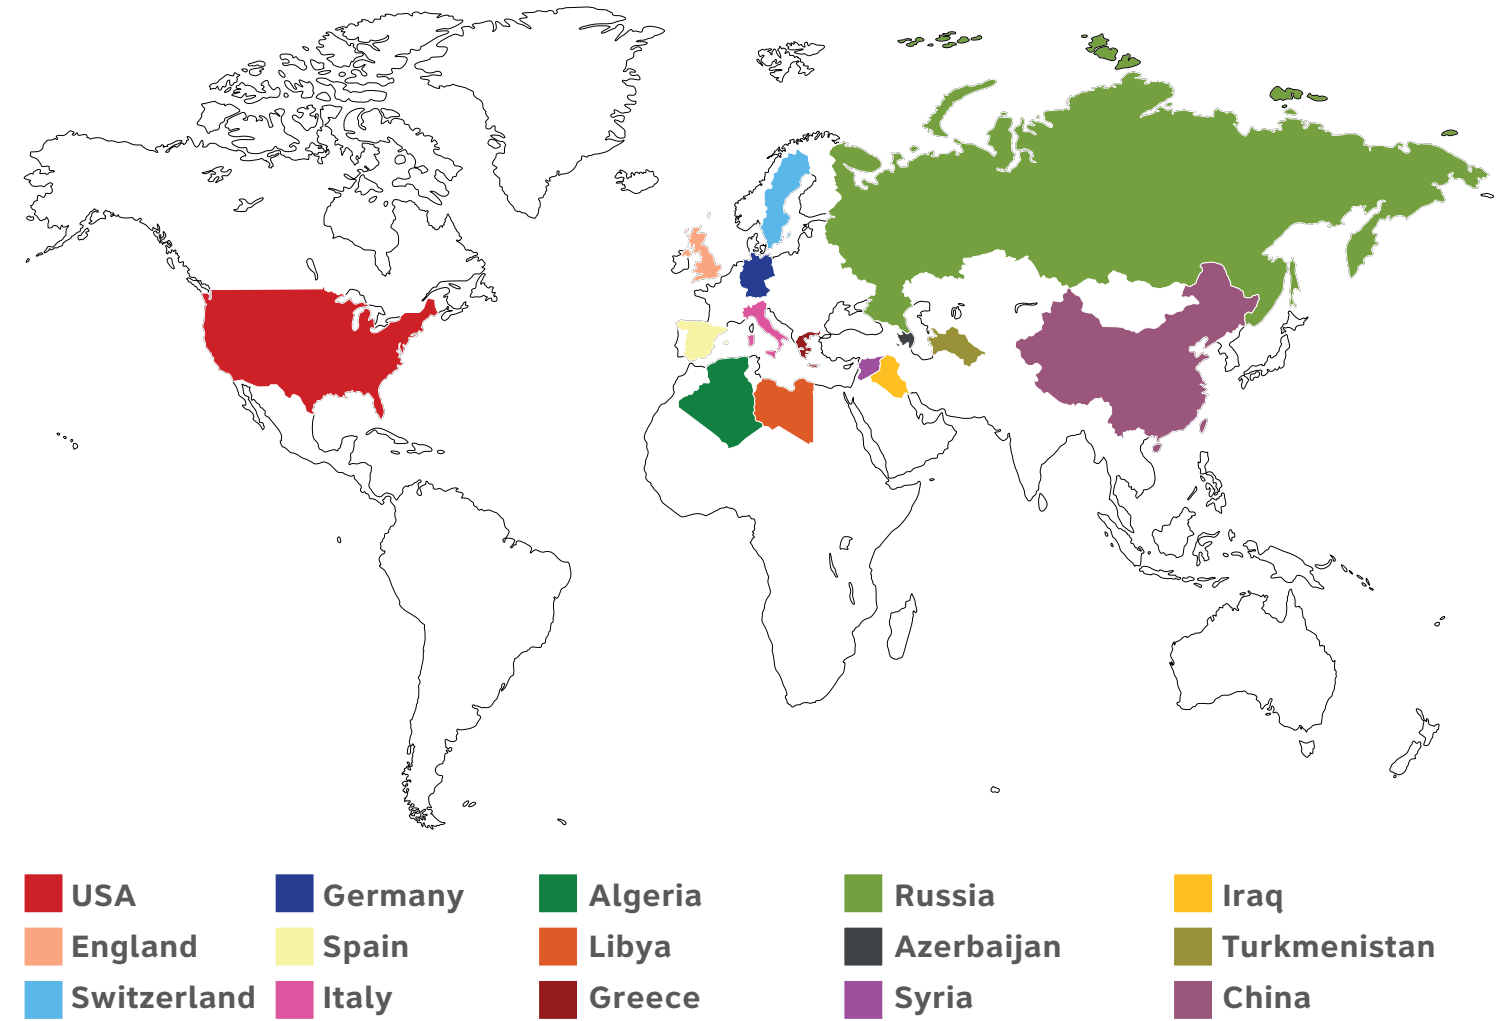 USA
Germany
Algeria
Russia
Iraq
England
Spain
Libya
Azerbaijan
Turkmenistan
Switzerland
Italy
Greece
Syria
China